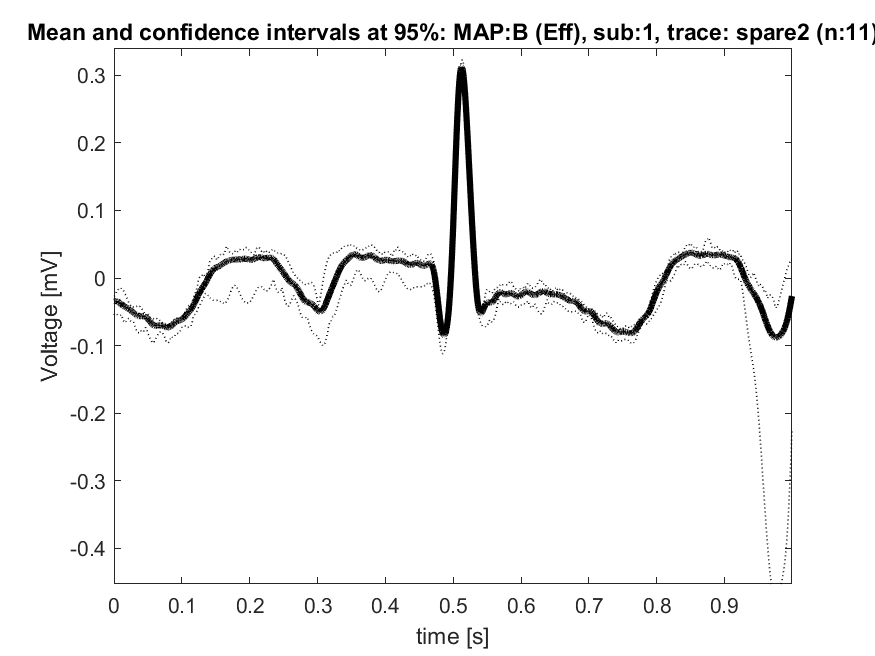 Mean and confidence intervals at 95%: MAP:B (Eff), sub:1, trace: spare2 (n:11)
0.3
0.2
0.1
0
-0.1
-0.2
-0.3
-0.4
Voltage [mV]
0 0.1 0.2 0.3 0.4 0.5 0.6 0.7 0.8 0.9
time [s]